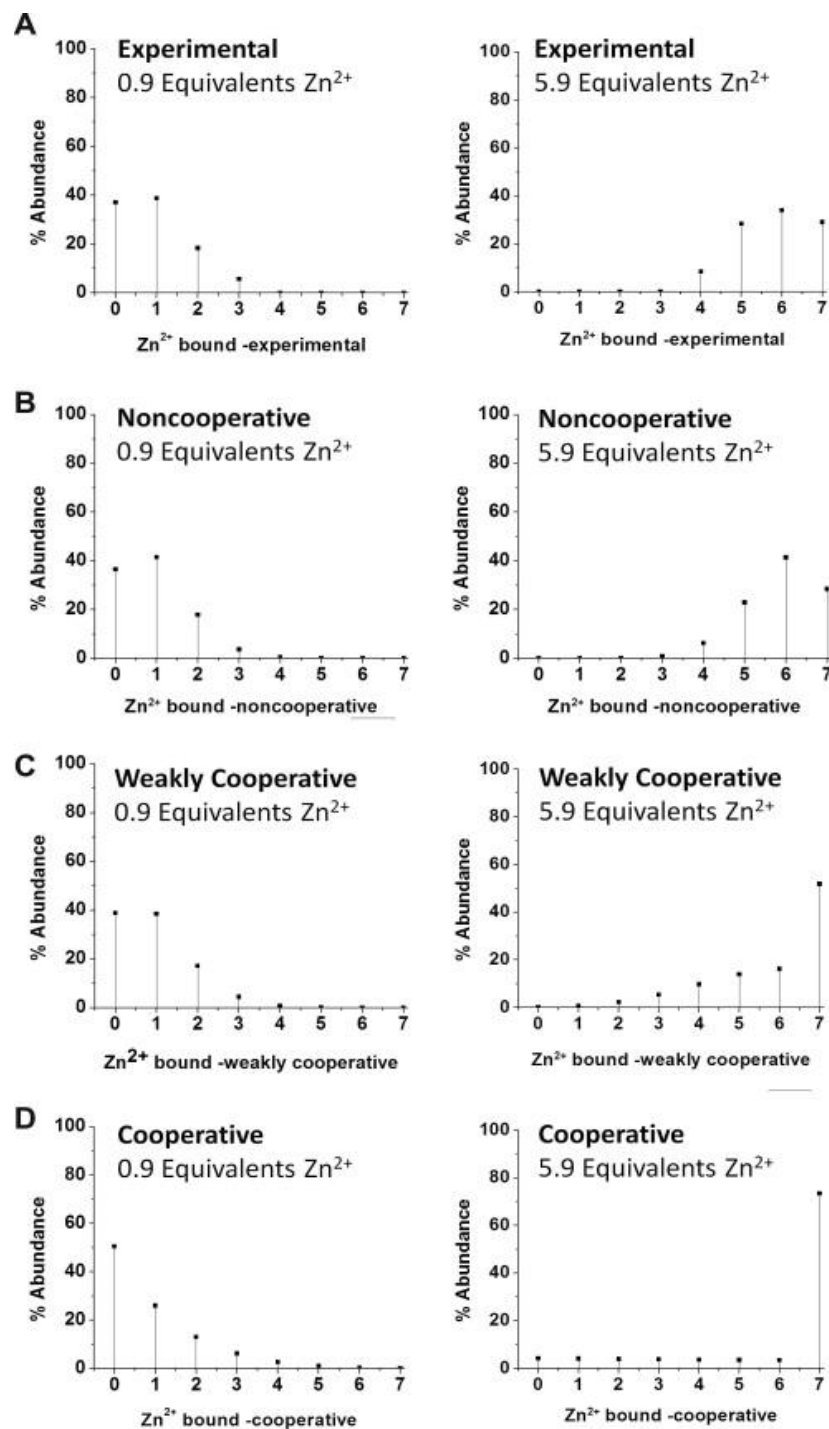 A
Experimental
0.9 Equivalents Zn²⁺
% Abundance
100
80
60
40
20
0
0 1 2 3 4 5 6 7
Zn²⁺ bound -experimental
Experimental
5.9 Equivalents Zn²⁺
% Abundance
100
80
60
40
20
0
0 1 2 3 4 5 6 7
Zn²⁺ bound -experimental
B
Noncooperative
0.9 Equivalents Zn²⁺
% Abundance
100
80
60
40
20
0
0 1 2 3 4 5 6 7
Zn²⁺ bound -noncooperative
Noncooperative
5.9 Equivalents Zn²⁺
% Abundance
100
80
60
40
20
0
0 1 2 3 4 5 6 7
Zn²⁺ bound -noncooperative
C
Weakly Cooperative
0.9 Equivalents Zn²⁺
% Abundance
100
80
60
40
20
0
0 1 2 3 4 5 6 7
Zn²⁺ bound -weakly cooperative
Weakly Cooperative
5.9 Equivalents Zn²⁺
% Abundance
100
80
60
40
20
0
0 1 2 3 4 5 6 7
Zn²⁺ bound -weakly cooperative
D
Cooperative
0.9 Equivalents Zn²⁺
% Abundance
100
80
60
40
20
0
0 1 2 3 4 5 6 7
Zn²⁺ bound -cooperative
Cooperative
5.9 Equivalents Zn²⁺
% Abundance
100
80
60
40
20
0
0 1 2 3 4 5 6 7
Zn²⁺ bound -cooperative